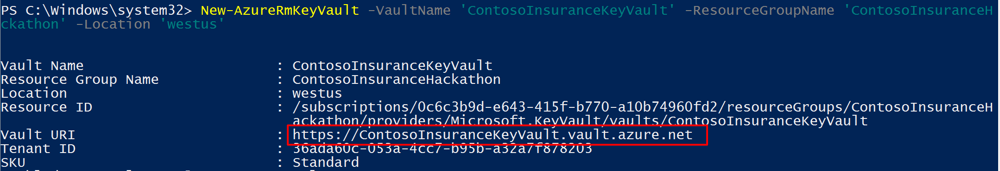 PS C:\Windows\system32> New-AzureRmKeyVault -VaultName 'ContosoInsuranceKeyVault' -ResourceGroupName 'ContosoInsuranceH
ckathon' -Location 'westus'
Vault Name : ContosoInsuranceKeyVault
Resource Group Name : ContosoInsuranceHackathon
Location : westus
Resource ID : /subscriptions/0c6c3b9d-e643-415f-b770-a10b74960fd2/resourceGroups/ContosoInsuranceH
ackathon/providers/Microsoft.KeyVault/vaults/ContosoInsuranceKeyVault
Vault URI : https://ContosoInsuranceKeyVault.vault.azure.net
Tenant ID : 36ada60c-053a-4cc7-b95b-a32a7f878203
SKU : Standard